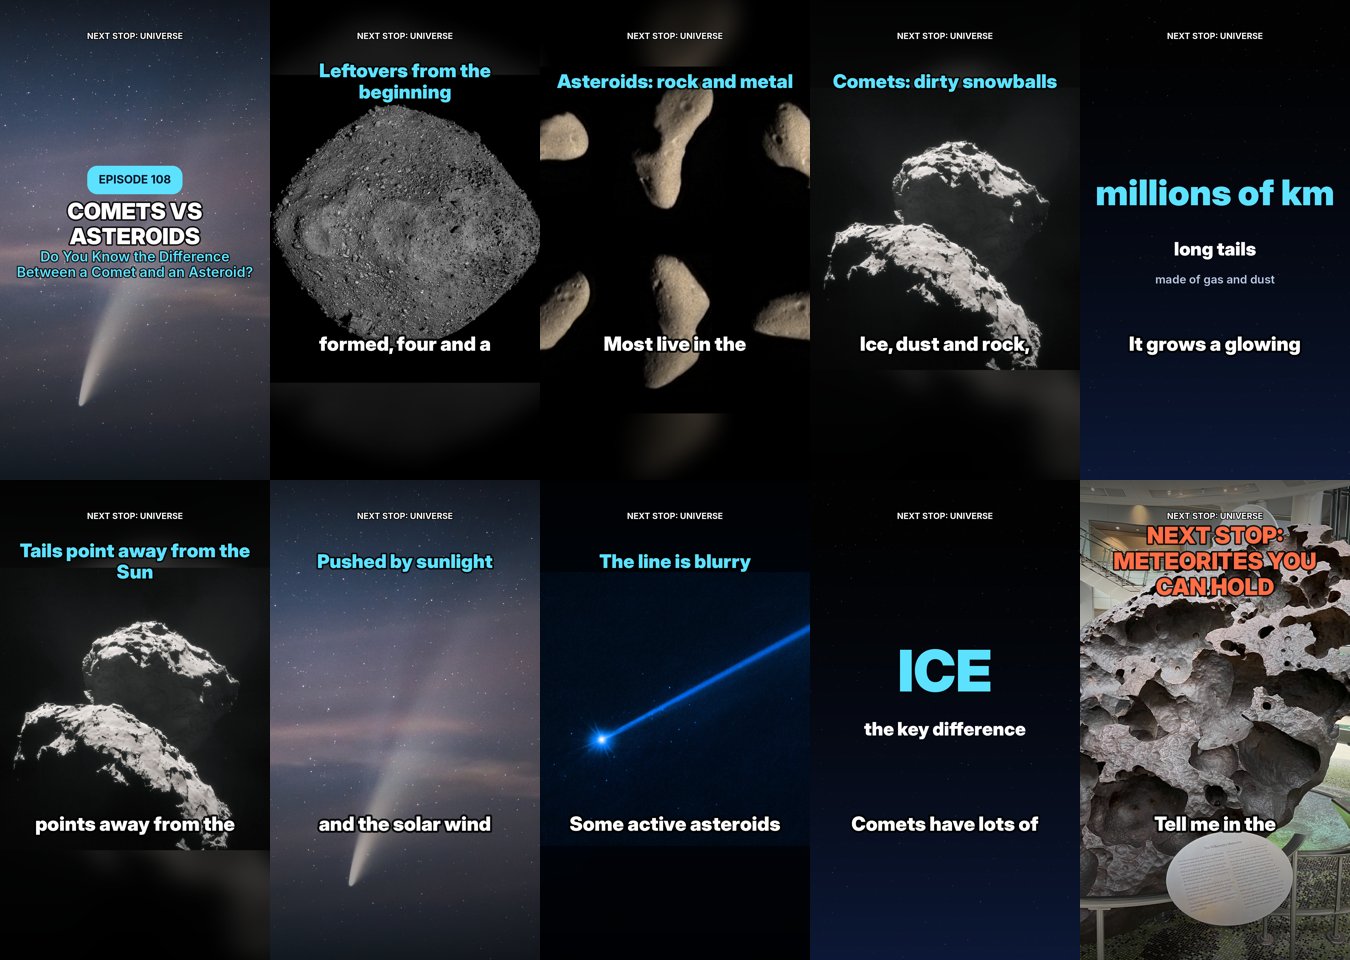 NEXT STOP: UNIVERSE
EPISODE 108
COMETS VS
ASTEROIDS
Do You Know the Difference
Between a Comet and an Asteroid?
NEXT STOP: UNIVERSE
Leftovers from the
beginning
formed, four and a
NEXT STOP: UNIVERSE
Asteroids: rock and metal
Most live in the
NEXT STOP: UNIVERSE
Comets: dirty snowballs
Ice, dust and rock,
NEXT STOP: UNIVERSE
millions of km
long tails
made of gas and dust
It grows a glowing
NEXT STOP: UNIVERSE
Tails point away from the
Sun
points away from the
NEXT STOP: UNIVERSE
Pushed by sunlight
and the solar wind
NEXT STOP: UNIVERSE
The line is blurry
Some active asteroids
NEXT STOP: UNIVERSE
ICE
the key difference
Comets have lots of
NEXT STOP: UNIVERSE
NEXT STOP:
METEORITES YOU
CAN HOLD
Tell me in the